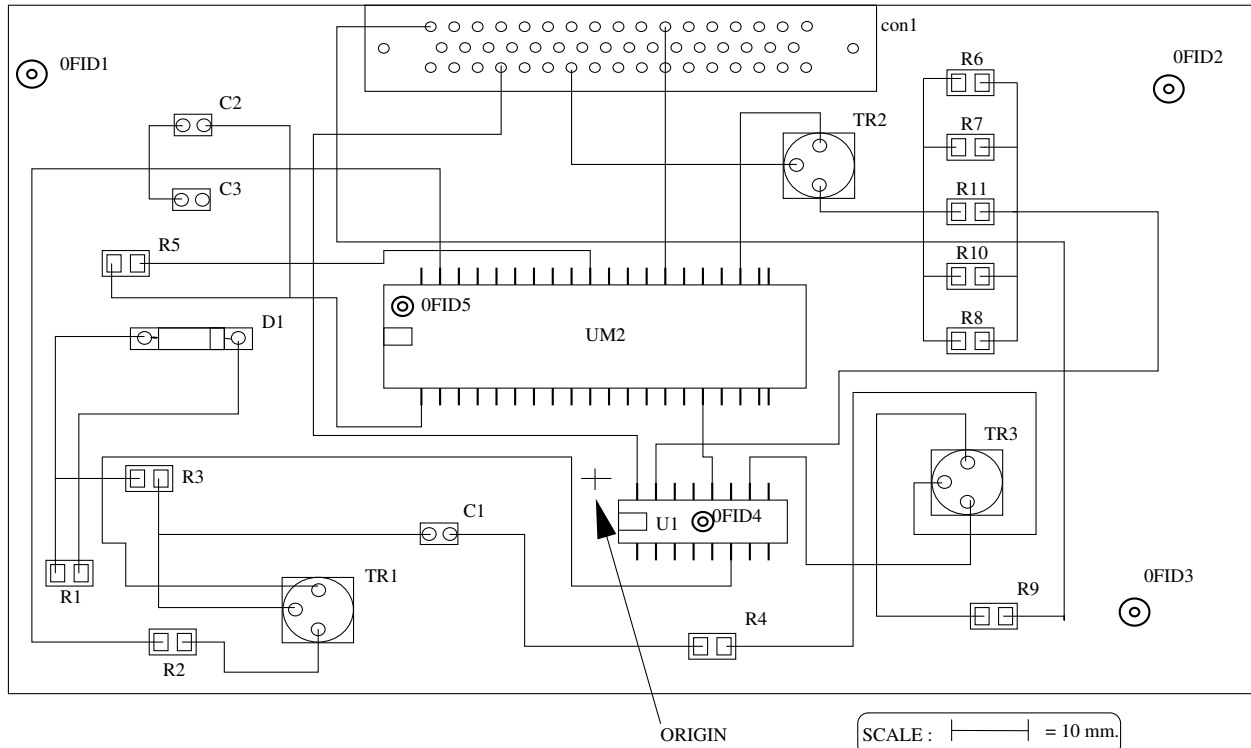 con1
0FID1
R6
0FID2
C2
TR2
R7
C3
R11
R5
R10
0FID5
D1
UM2
R8
TR3
R3
C1
U1
0FID4
R1
TR1
R9
0FID3
R4
R2
ORIGIN
SCALE : = 10 mm.